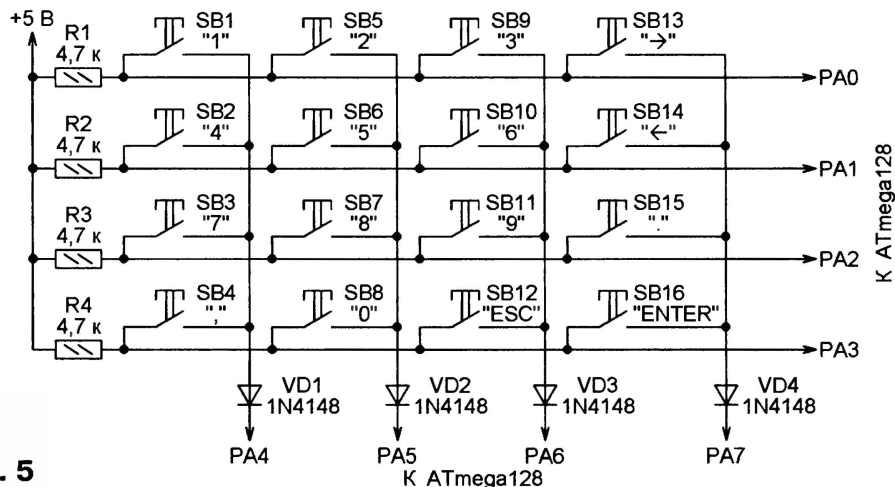 +5 В
R1
4,7 к
SB1
"1"
SB5
"2"
SB9
"3"
SB13
"→"
PA0
R2
4,7 к
SB2
"4"
SB6
"5"
SB10
"6"
SB14
"←"
PA1
R3
4,7 к
SB3
"7"
SB7
"8"
SB11
"9"
SB15
"."
PA2
R4
4,7 к
SB4
","
SB8
"0"
SB12
"ESC"
SB16
"ENTER"
PA3
К ATmega128
VD1
1N4148
VD2
1N4148
VD3
1N4148
VD4
1N4148
PA4
PA5
PA6
PA7
К ATmega128
. 5